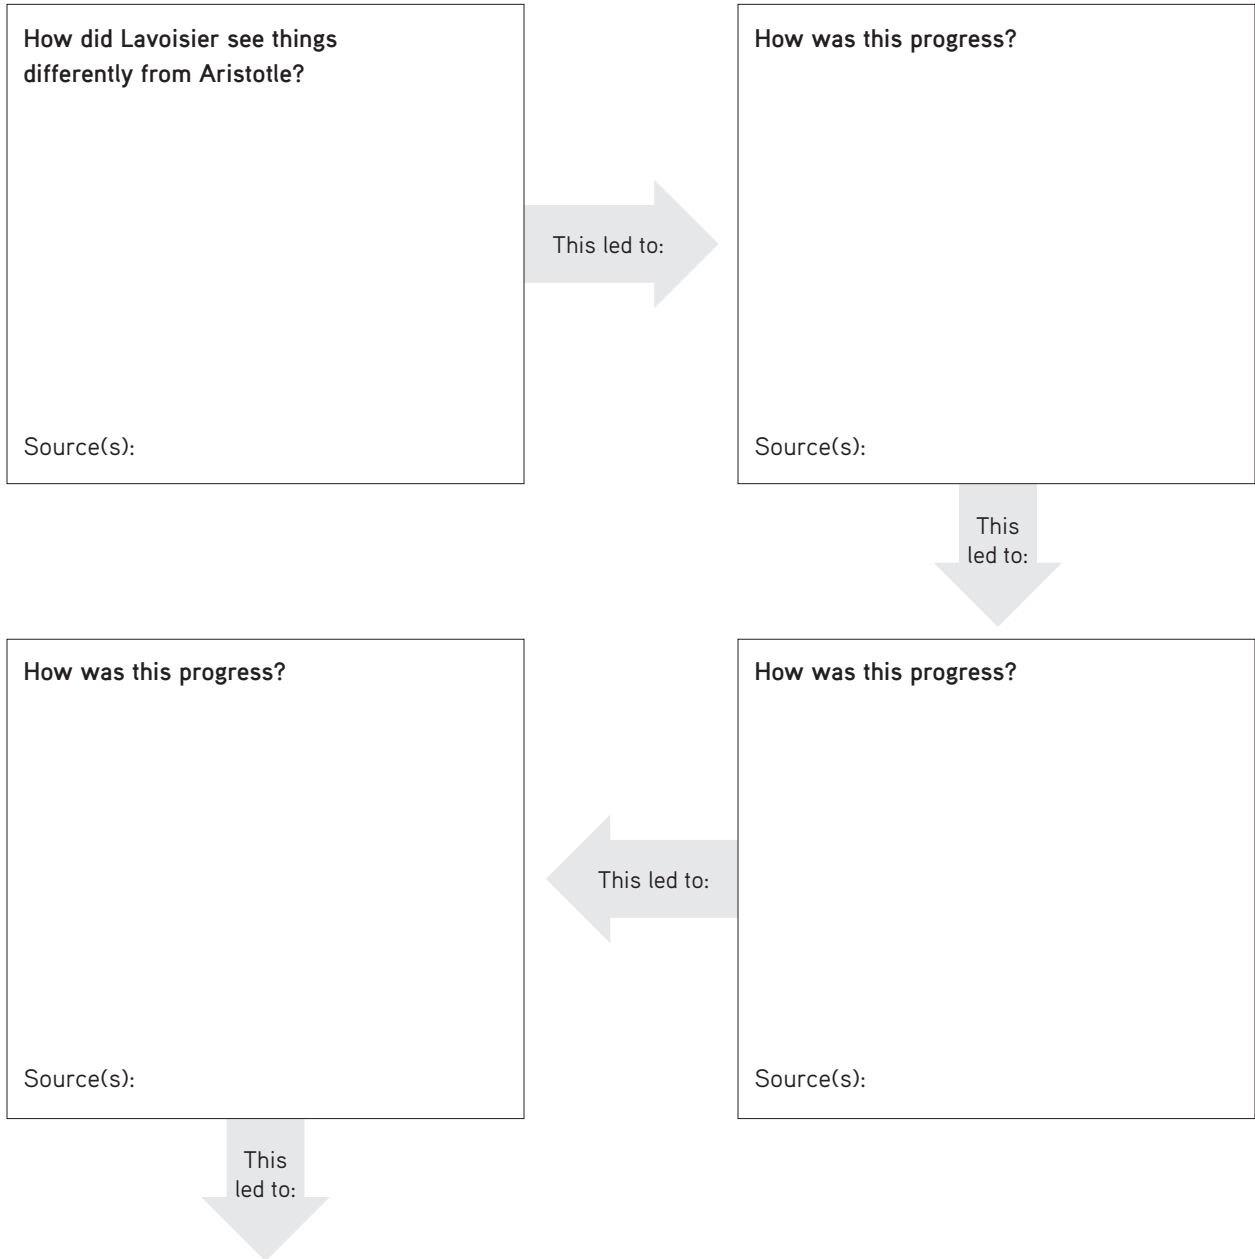 How did Lavoisier see things
differently from Aristotle?
Source(s):
This led to:
How was this progress?
Source(s):
This
led to:
How was this progress?
Source(s):
This led to:
How was this progress?
Source(s):
This
led to: